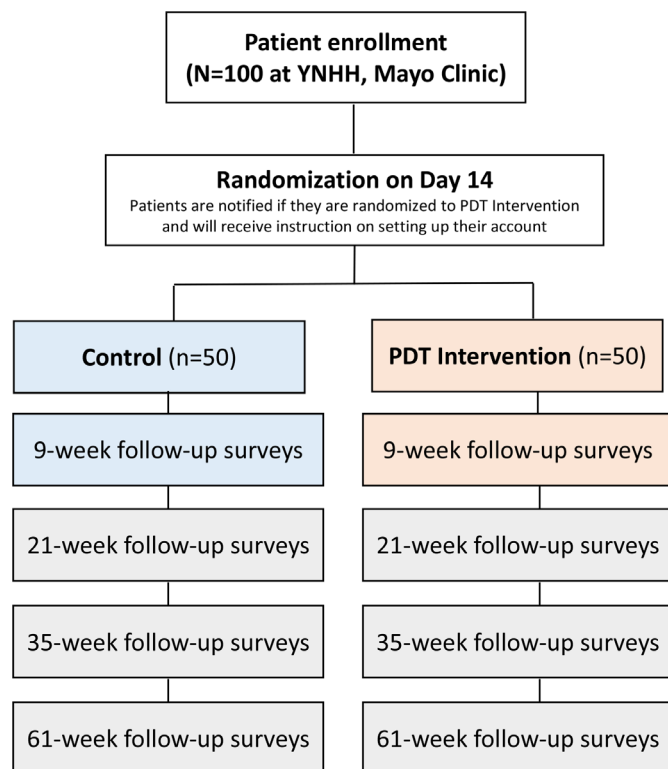 Patient enrollment
(N=100 at YNHH, Mayo Clinic)
Randomization on Day 14
Patients are notified if they are randomized to PDT Intervention
and will receive instruction on setting up their account
Control (n=50)
PDT Intervention (n=50)
9-week follow-up surveys
9-week follow-up surveys
21-week follow-up surveys
21-week follow-up surveys
35-week follow-up surveys
35-week follow-up surveys
61-week follow-up surveys
61-week follow-up surveys